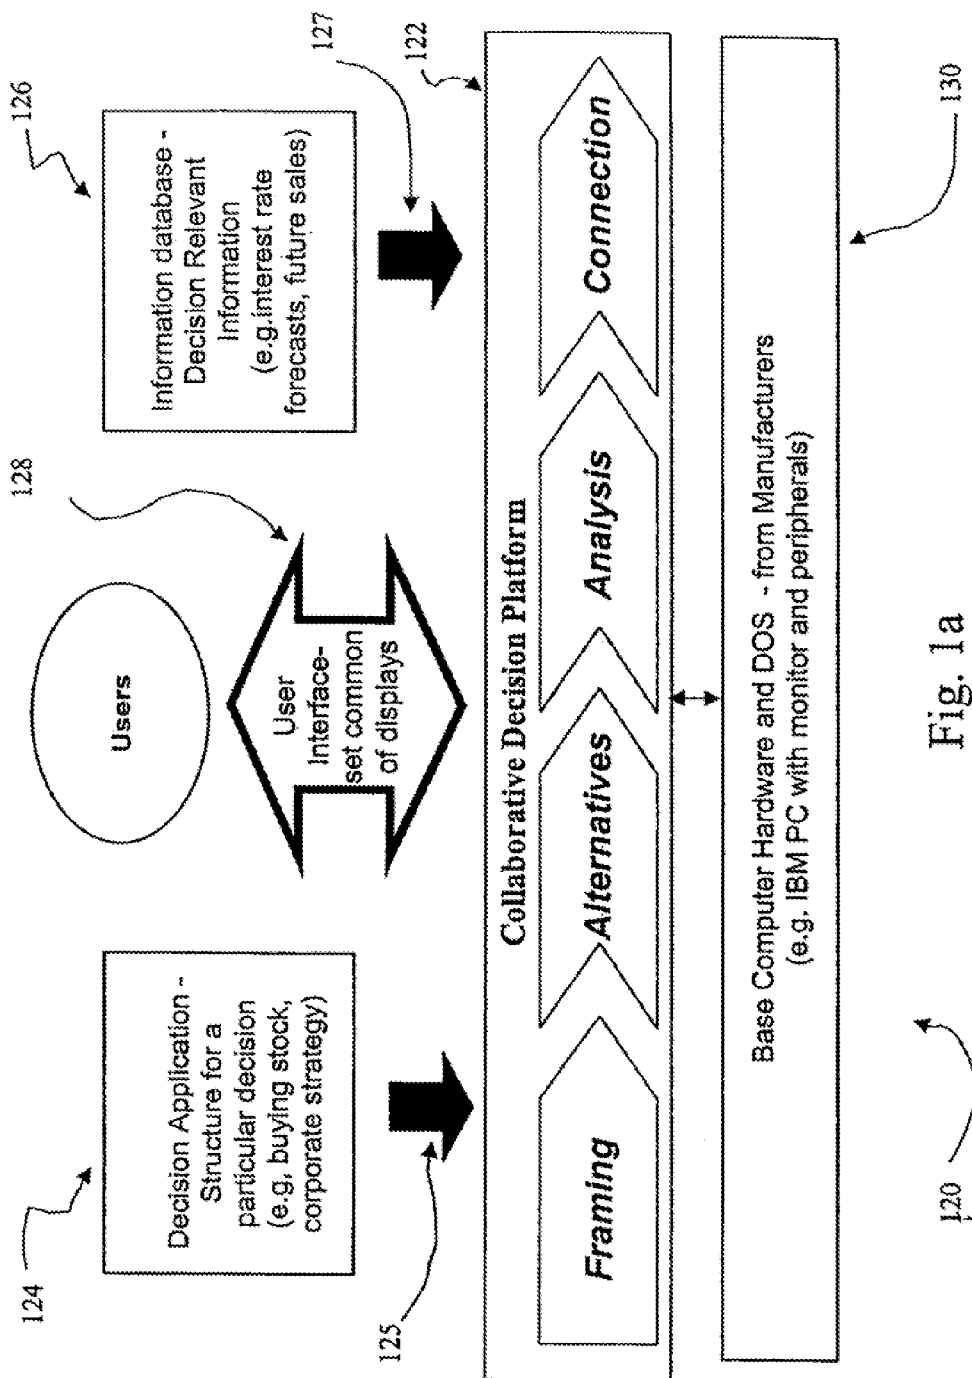 124
Decision Application -
Structure for a
particular decision
(e.g, buying stock,
corporate strategy)
125
Users
128
User
Interface-
set common
of displays
126
Information database -
Decision Relevant
Information
(e.g.interest rate
forecasts, future sales)
127
122
Collaborative Decision Platform
Framing
Alternatives
Analysis
Connection
Base Computer Hardware and DOS - from Manufacturers
(e.g. IBM PC with monitor and peripherals)
130
120
Fig. 1a